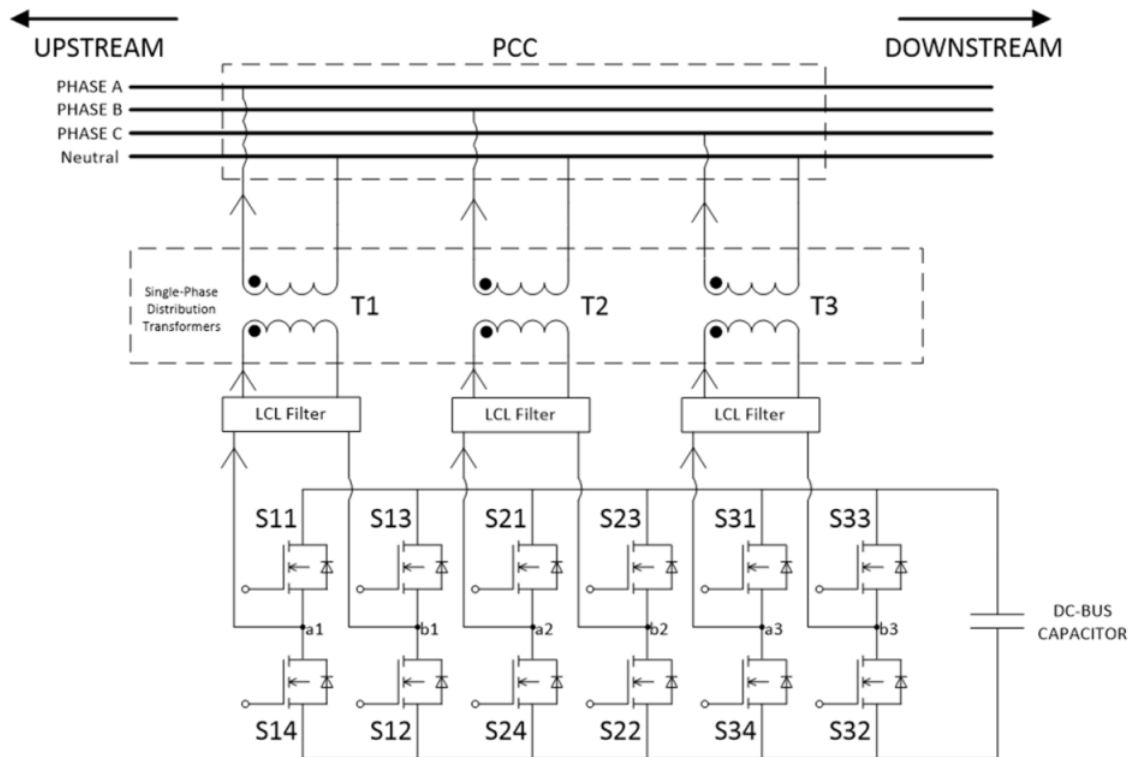 UPSTREAM
PCC
DOWNSTREAM
PHASE A
PHASE B
PHASE C
Neutral
Single-Phase
Distribution
Transformers
T1
T2
T3
LCL Filter
LCL Filter
LCL Filter
S11
S13
S21
S23
S31
S33
a1
b1
a2
b2
a3
b3
DC-BUS
CAPACITOR
S14
S12
S24
S22
S34
S32